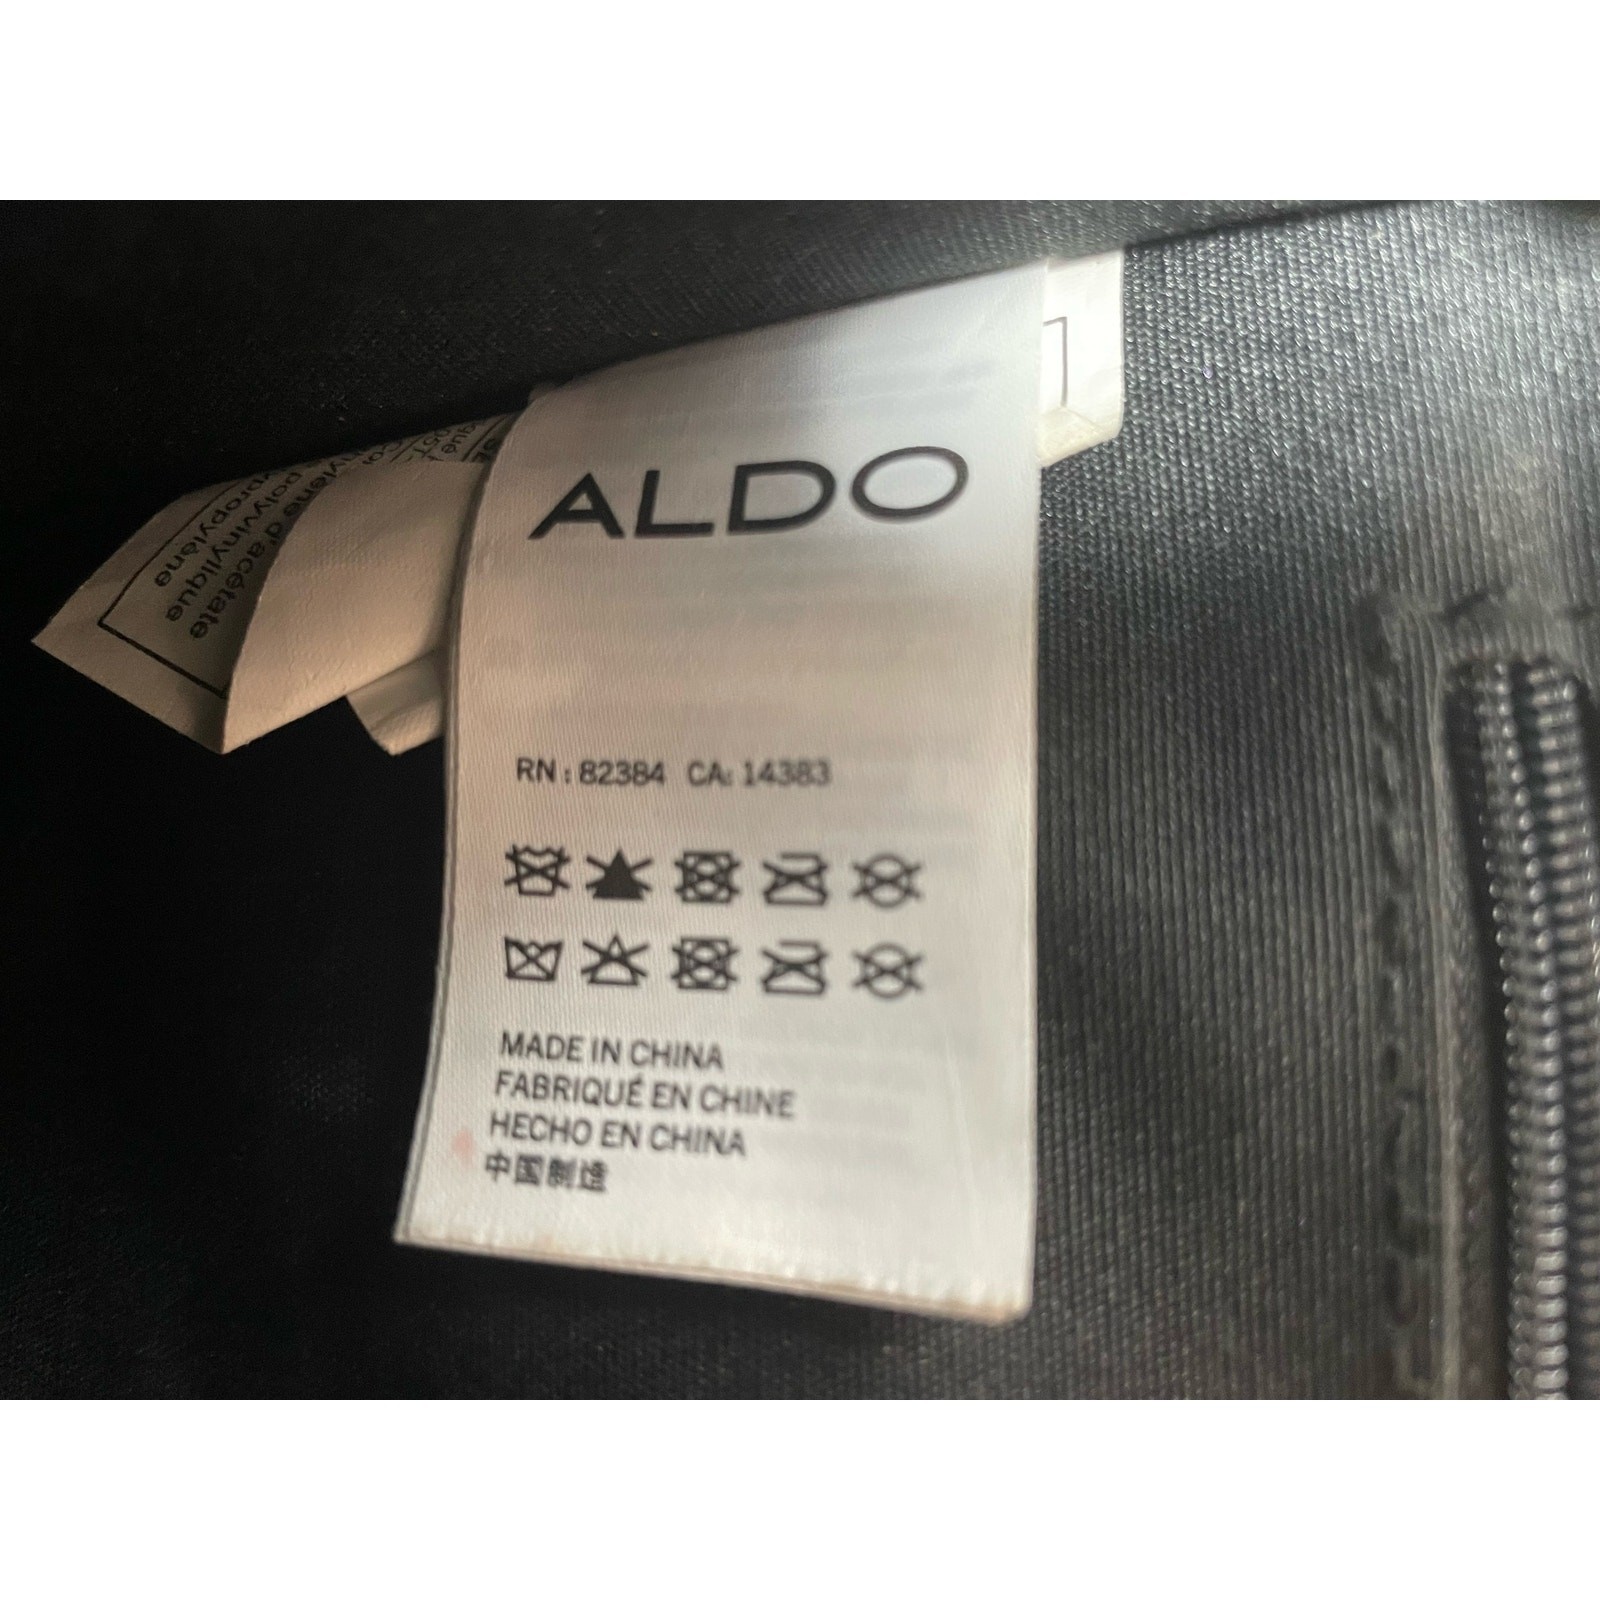 ALDO
RN : 82384 CA: 14383
MADE IN CHINA
FABRIQUÉ EN CHINE
HECHO EN CHINA
中国制造
d'acétate
polyvinylique